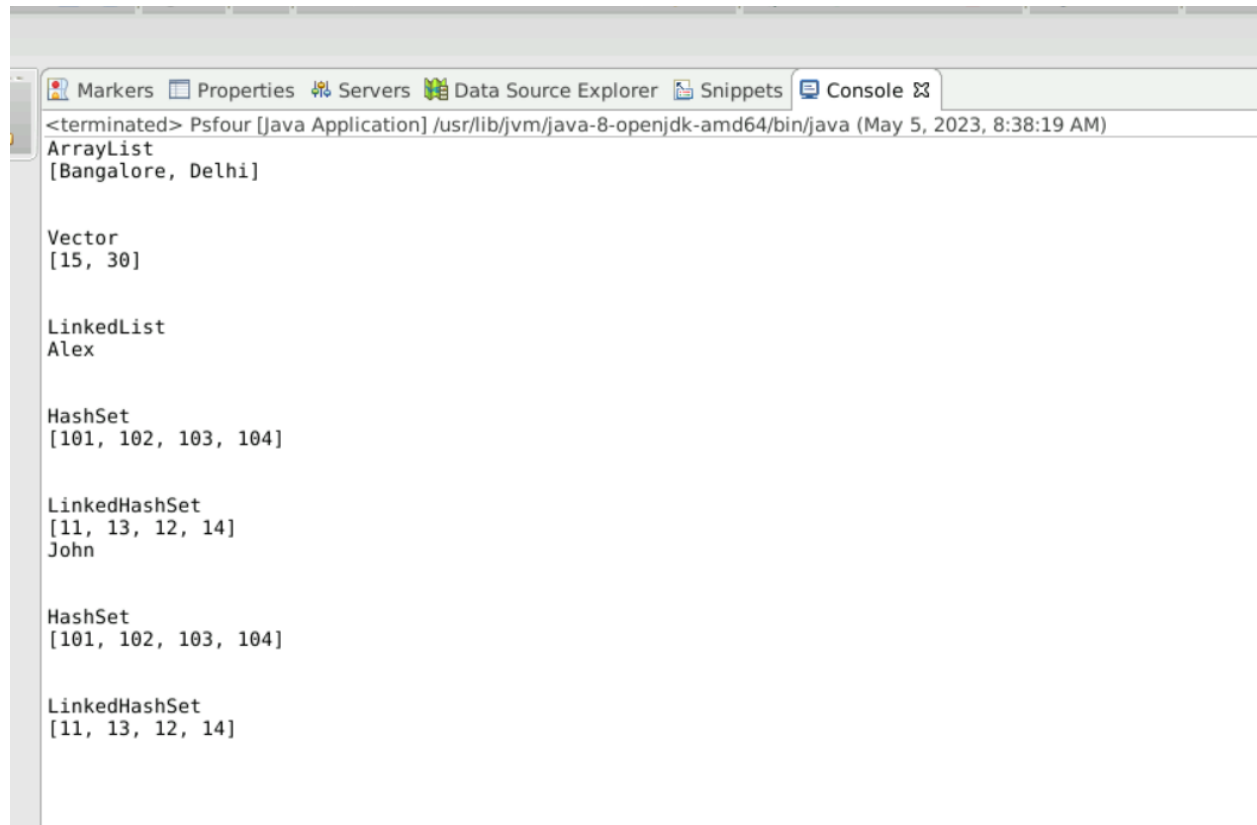 Markers Properties Servers Data Source Explorer Snippets Console
<terminated> Psfour [Java Application] /usr/lib/jvm/java-8-openjdk-amd64/bin/java (May 5, 2023, 8:38:19 AM)
ArrayList
[Bangalore, Delhi]
Vector
[15, 30]
LinkedList
Alex
HashSet
[101, 102, 103, 104]
LinkedHashSet
[11, 13, 12, 14]
John
HashSet
[101, 102, 103, 104]
LinkedHashSet
[11, 13, 12, 14]